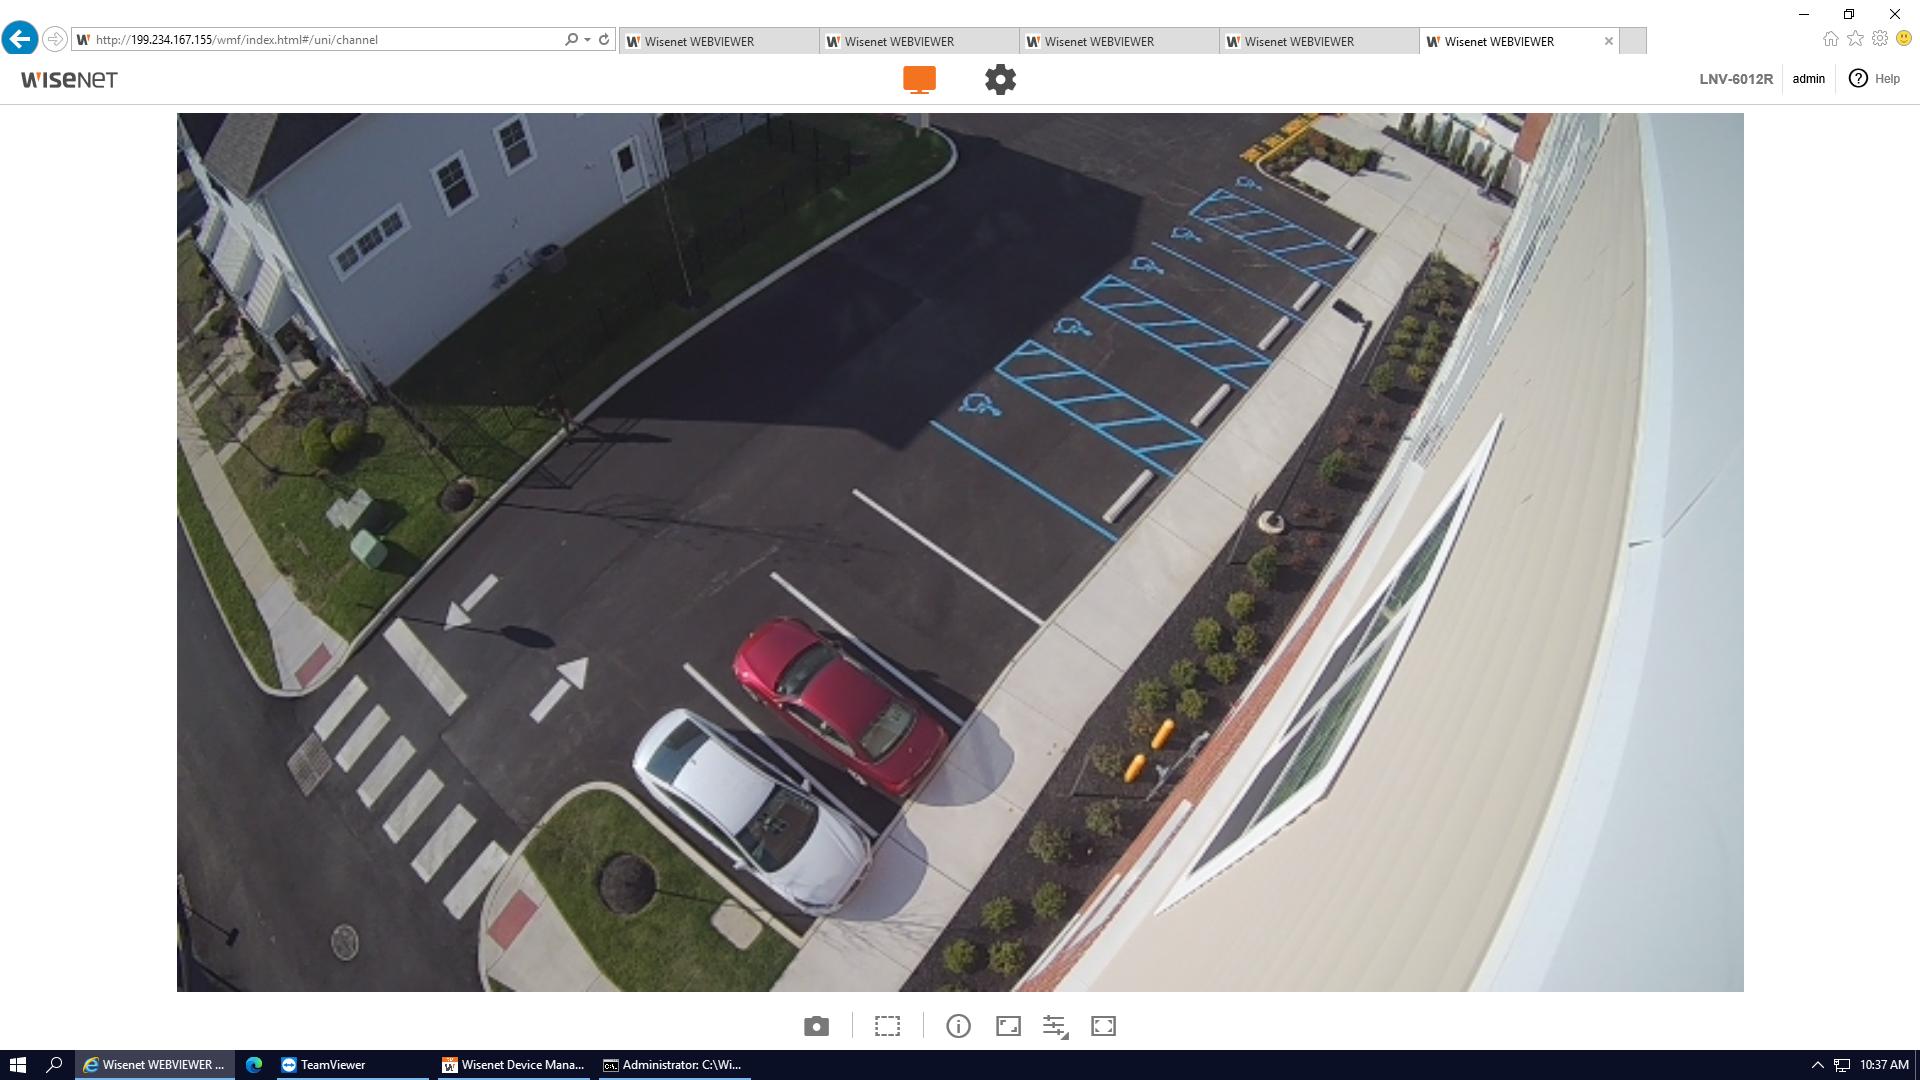 http://199.234.167.155/wmf/index.html#/uni/channel
Wisenet WEBVIEWER
Wisenet WEBVIEWER
Wisenet WEBVIEWER
Wisenet WEBVIEWER
Wisenet WEBVIEWER
WISENET
LNV-6012R
admin
? Help
Wisenet WEBVIEWER ...
TeamViewer
Wisenet Device Mana...
Administrator: C:\Wi...
10:37 AM